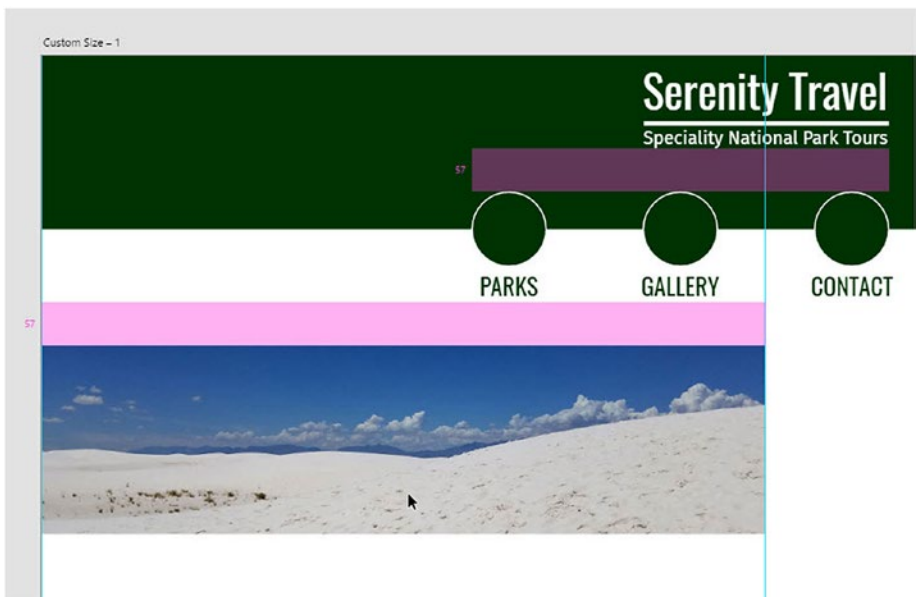 Custom Size – 1
Serenity Travel
Speciality National Park Tours
57
PARKS GALLERY CONTACT
57